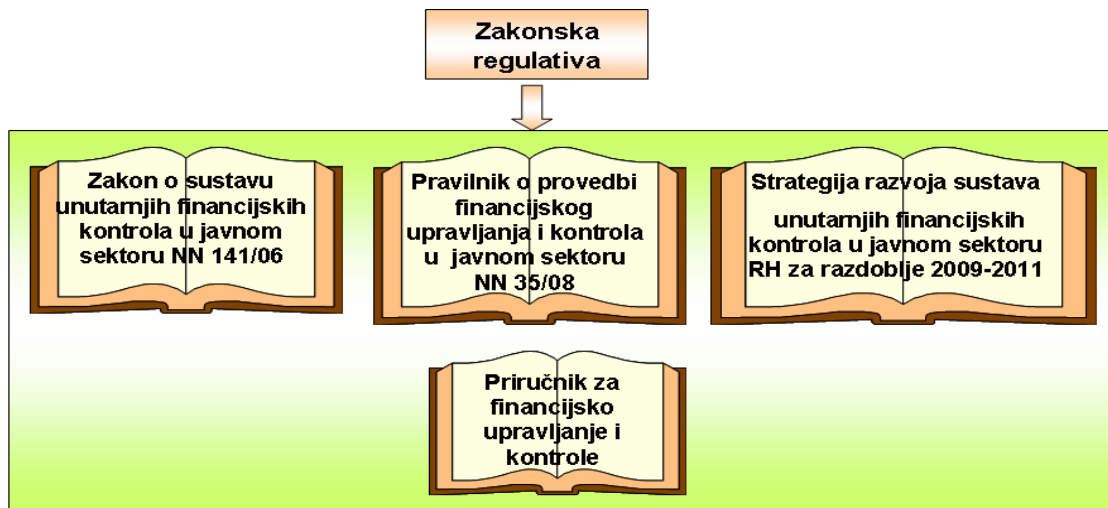 Zakonska
regulativa
Zakon o sustavu
unutarnjih financijskih
kontrola u javnom
sektoru NN 141/06
Pravilnik o provedbi
financijskog
upravljanja i kontrola
u javnom sektoru
NN 35/08
Strategija razvoja sustava
unutarnjih financijskih
kontrola u javnom sektoru
RH za razdoblje 2009-2011
Priručnik za
financijsko
upravljanje i
kontrole